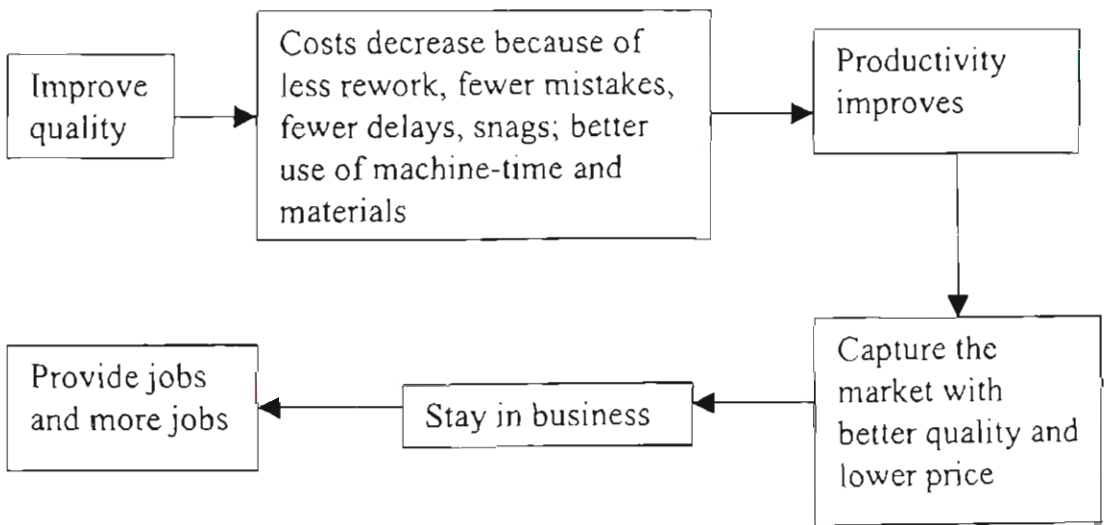 Improve
quality
Costs decrease because of
less rework, fewer mistakes,
fewer delays, snags; better
use of machine-time and
materials
Productivity
improves
Capture the
market with
better quality and
lower price
Stay in business
Provide jobs
and more jobs